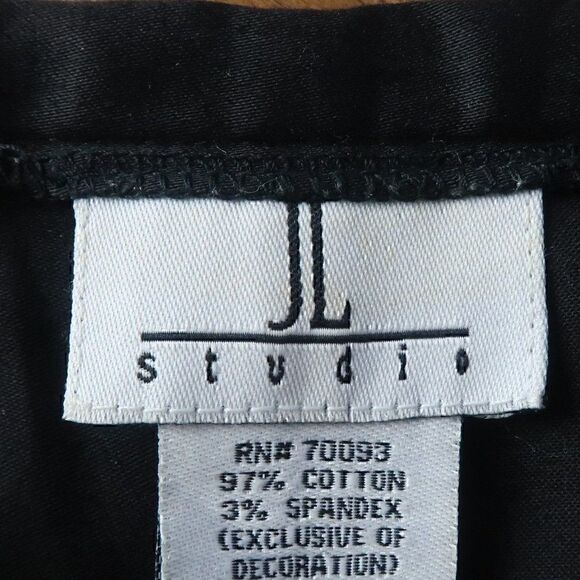 JL
studio
RN# 70093
97% COTTON
3% SPANDEX
(EXCLUSIVE OF
DECORATION)